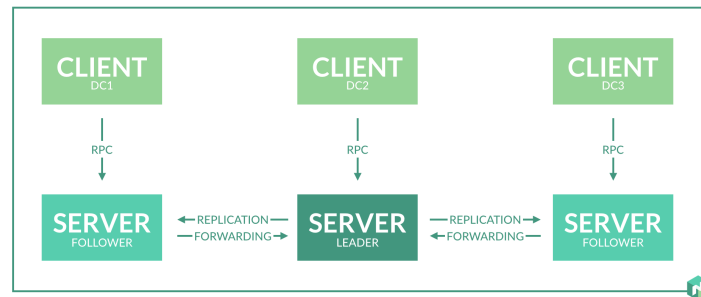 CLIENT
DC1
CLIENT
DC2
CLIENT
DC3
RPC
RPC
RPC
SERVER
FOLLOWER
REPLICATION
FORWARDING
SERVER
LEADER
REPLICATION
FORWARDING
SERVER
FOLLOWER